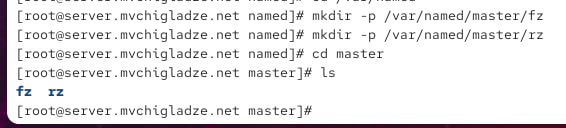 [root@server.mvchigladze.net named]# mkdir -p /var/named/master/fz
[root@server.mvchigladze.net named]# mkdir -p /var/named/master/rz
[root@server.mvchigladze.net named]# cd master
[root@server.mvchigladze.net master]# ls
fz  rz
[root@server.mvchigladze.net master]#